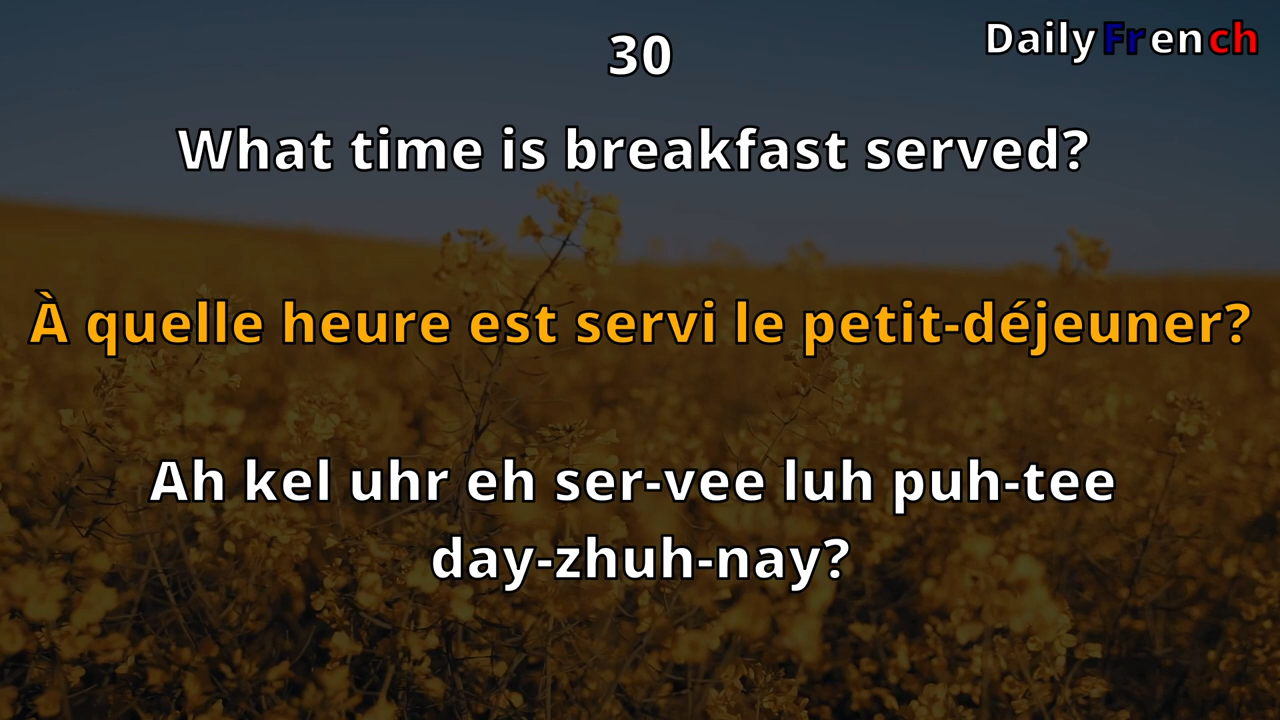 Daily French
30
What time is breakfast served?
À quelle heure est servi le petit-déjeuner?
Ah kel uhr eh ser-vee luh puh-tee
day-zhuh-nay?